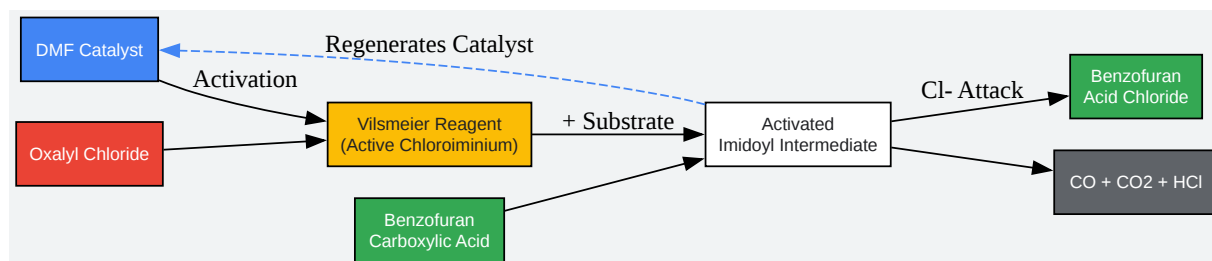 DMF Catalyst
Regenerates Catalyst
Activation
Oxalyl Chloride
Vilsmeier Reagent
(Active Chloroiminium)
+ Substrate
Benzofuran
Carboxylic Acid
Activated
Imidoyl Intermediate
Cl- Attack
Benzofuran
Acid Chloride
CO + CO2 + HCl